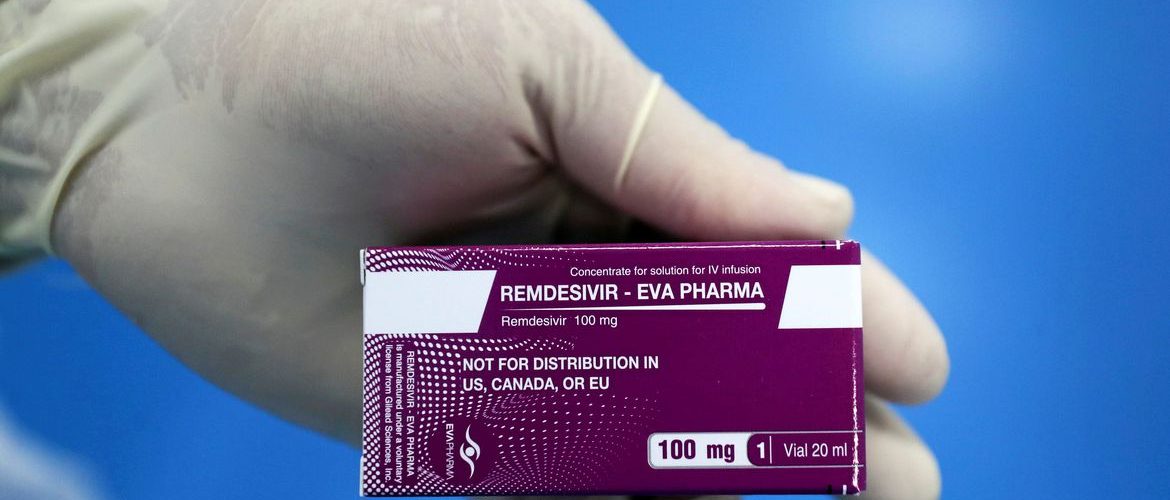 Concentrate for solution for IV infusion
REMDESIVIR - EVA PHARMA
Remdesivir 100 mg
NOT FOR DISTRIBUTION IN
US, CANADA, OR EU
REMDESIVIR - EVA PHARMA
is manufactured under a voluntary
license from Gilead Sciences, Inc.
EVAPHARMA
100 mg 1 Vial 20 ml